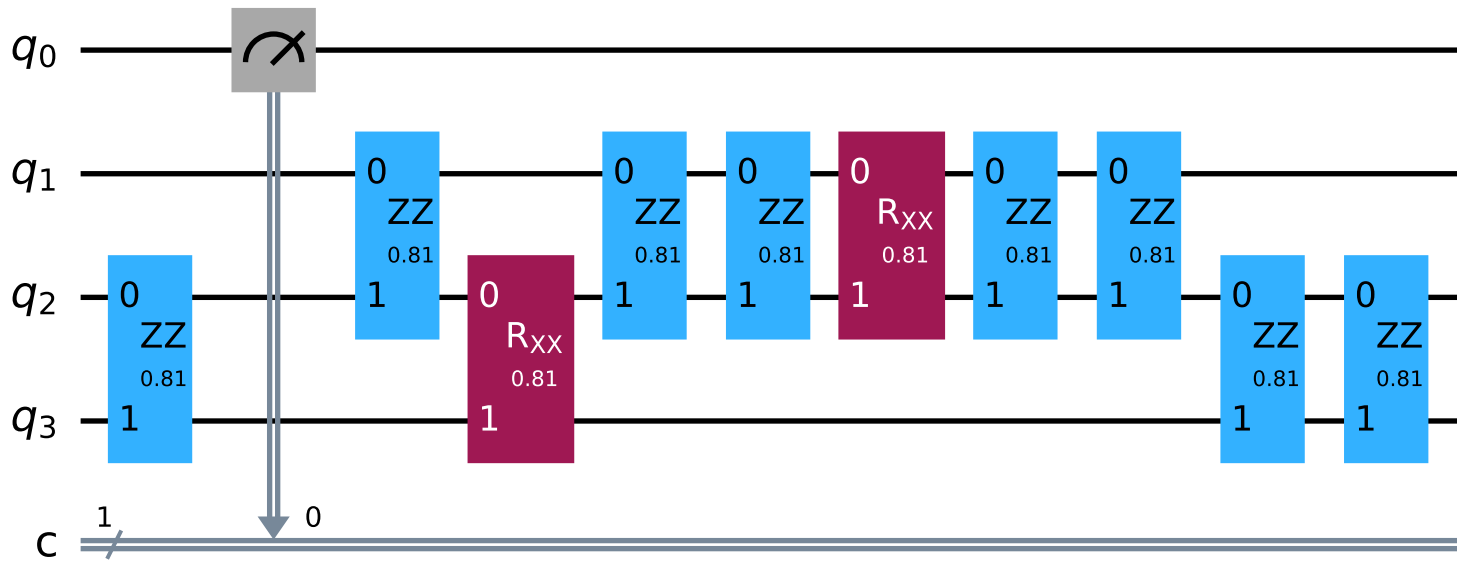 q0
0 0 0 0 0 0
q1
ZZ ZZ ZZ RXX ZZ ZZ
0.81 0.81 0.81 0.81 0.81 0.81
q2 0 1 0 1 1 1 1 1 0 0
ZZ RXX ZZ ZZ
0.81 0.81 0.81 0.81
q3 1 1 1 1
1 0
c